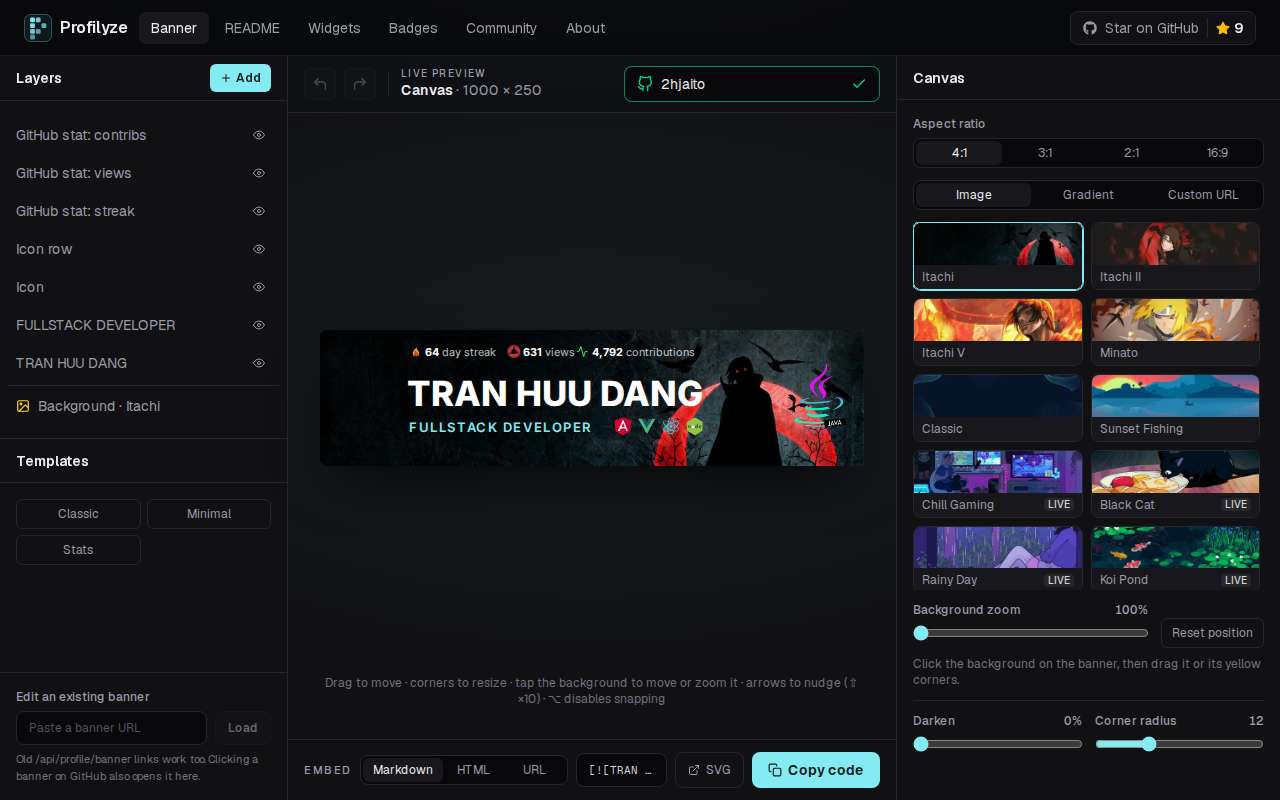 Profilyze
Banner
README
Widgets
Badges
Community
About
Star on GitHub
9
Layers
+ Add
GitHub stat: contribs
GitHub stat: views
GitHub stat: streak
Icon row
Icon
FULLSTACK DEVELOPER
TRAN HUU DANG
Background · Itachi
Templates
Classic
Minimal
Stats
Edit an existing banner
Paste a banner URL
Load
Old /api/profile/banner links work too. Clicking a
banner on GitHub also opens it here.
LIVE PREVIEW
Canvas · 1000 × 250
2hjaito
64 day streak
631 views
4,792 contributions
TRAN HUU DANG
FULLSTACK DEVELOPER
JAVA
Drag to move · corners to resize · tap the background to move or zoom it · arrows to nudge (⇧
×10) · ⌥ disables snapping
EMBED
Markdown
HTML
URL
[![TRAN …
SVG
Copy code
Canvas
Aspect ratio
4:1
3:1
2:1
16:9
Image
Gradient
Custom URL
Itachi
Itachi II
Itachi V
Minato
Classic
Sunset Fishing
Chill Gaming
LIVE
Black Cat
LIVE
Rainy Day
LIVE
Koi Pond
LIVE
Background zoom
100%
Reset position
Click the background on the banner, then drag it or its yellow
corners.
Darken
0%
Corner radius
12